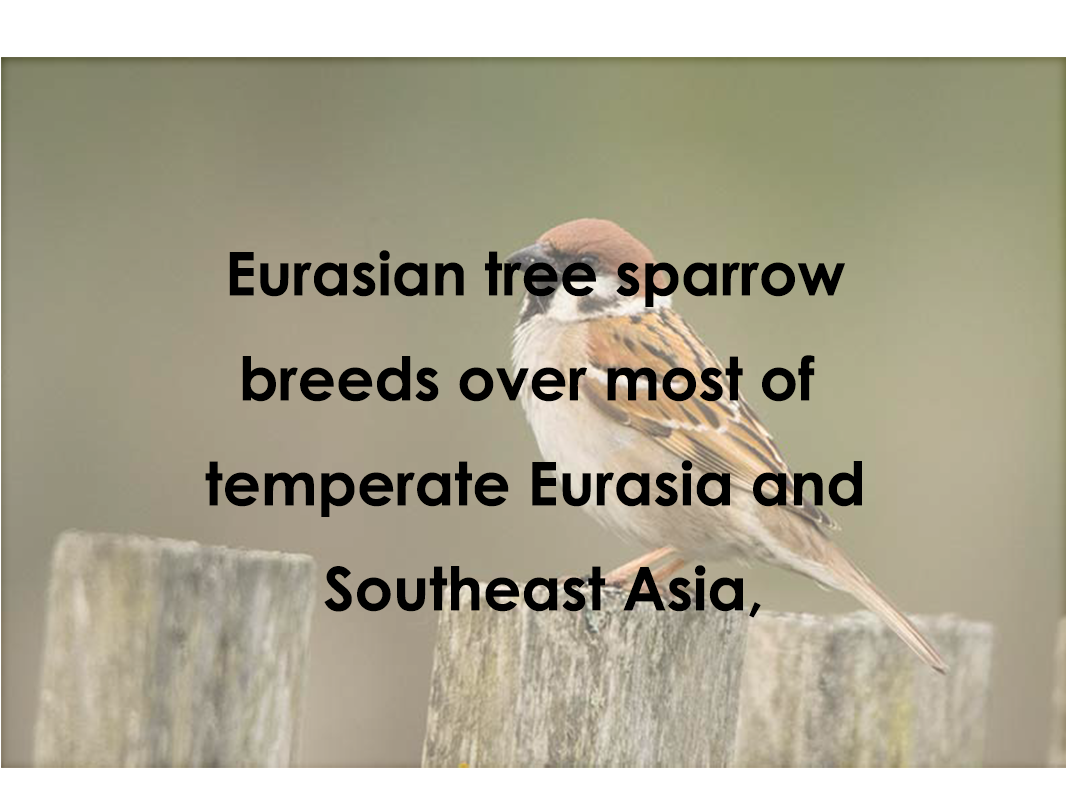 Eurasian tree sparrow
breeds over most of
temperate Eurasia and
Southeast Asia,